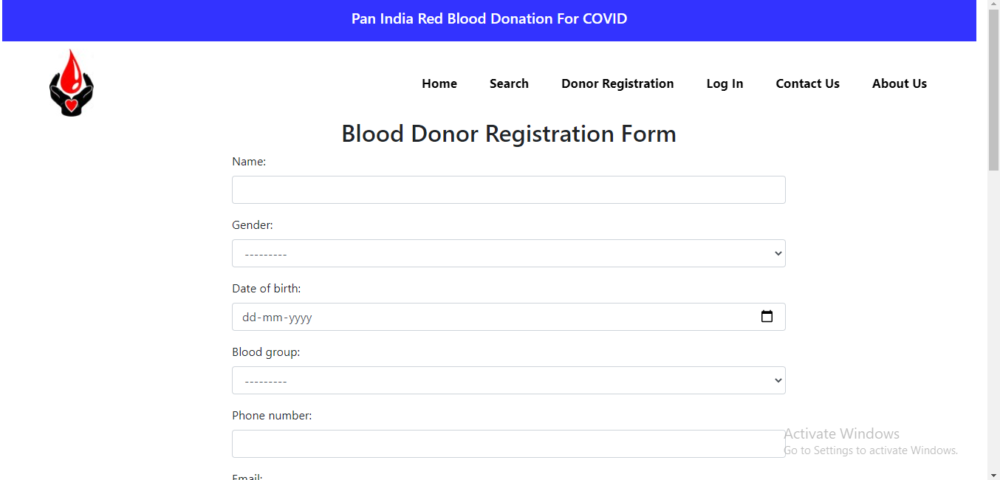 Pan India Red Blood Donation For COVID
Home Search Donor Registration Log In Contact Us About Us
Blood Donor Registration Form
Name:
Gender:
---------
Date of birth:
dd-mm-yyyy
Blood group:
---------
Phone number:
Activate Windows
Go to Settings to activate Windows.
Email: